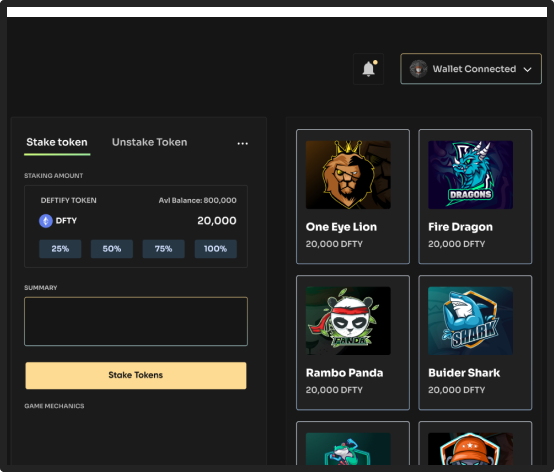 Wallet Connected
Stake token
Unstake Token
...
STAKING AMOUNT
DEFTIFY TOKEN
Avl Balance: 800,000
DFTY
20,000
25%
50%
75%
100%
SUMMARY
Stake Tokens
GAME MECHANICS
DRAGONS
One Eye Lion
20,000 DFTY
Fire Dragon
20,000 DFTY
PANDA
SHARK
Rambo Panda
20,000 DFTY
Buider Shark
20,000 DFTY